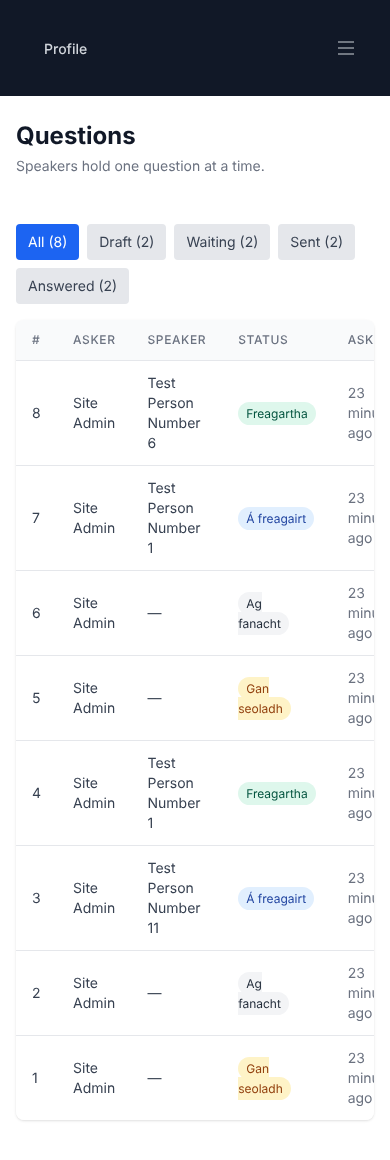 Profile
Questions
Speakers hold one question at a time.
All (8)
Draft (2)
Waiting (2)
Sent (2)
Answered (2)
# ASKER SPEAKER STATUS
8 Site Admin Test Person Number 6 Freagartha 23 ago
7 Site Admin Test Person Number 1 Á freagairt 23 ago
6 Site Admin — Ag fanacht 23 ago
5 Site Admin — Gan seoladh 23 ago
4 Site Admin Test Person Number 1 Freagartha 23 ago
3 Site Admin Test Person Number 11 Á freagairt 23 ago
2 Site Admin — Ag fanacht 23 ago
1 Site Admin — Gan seoladh 23 ago